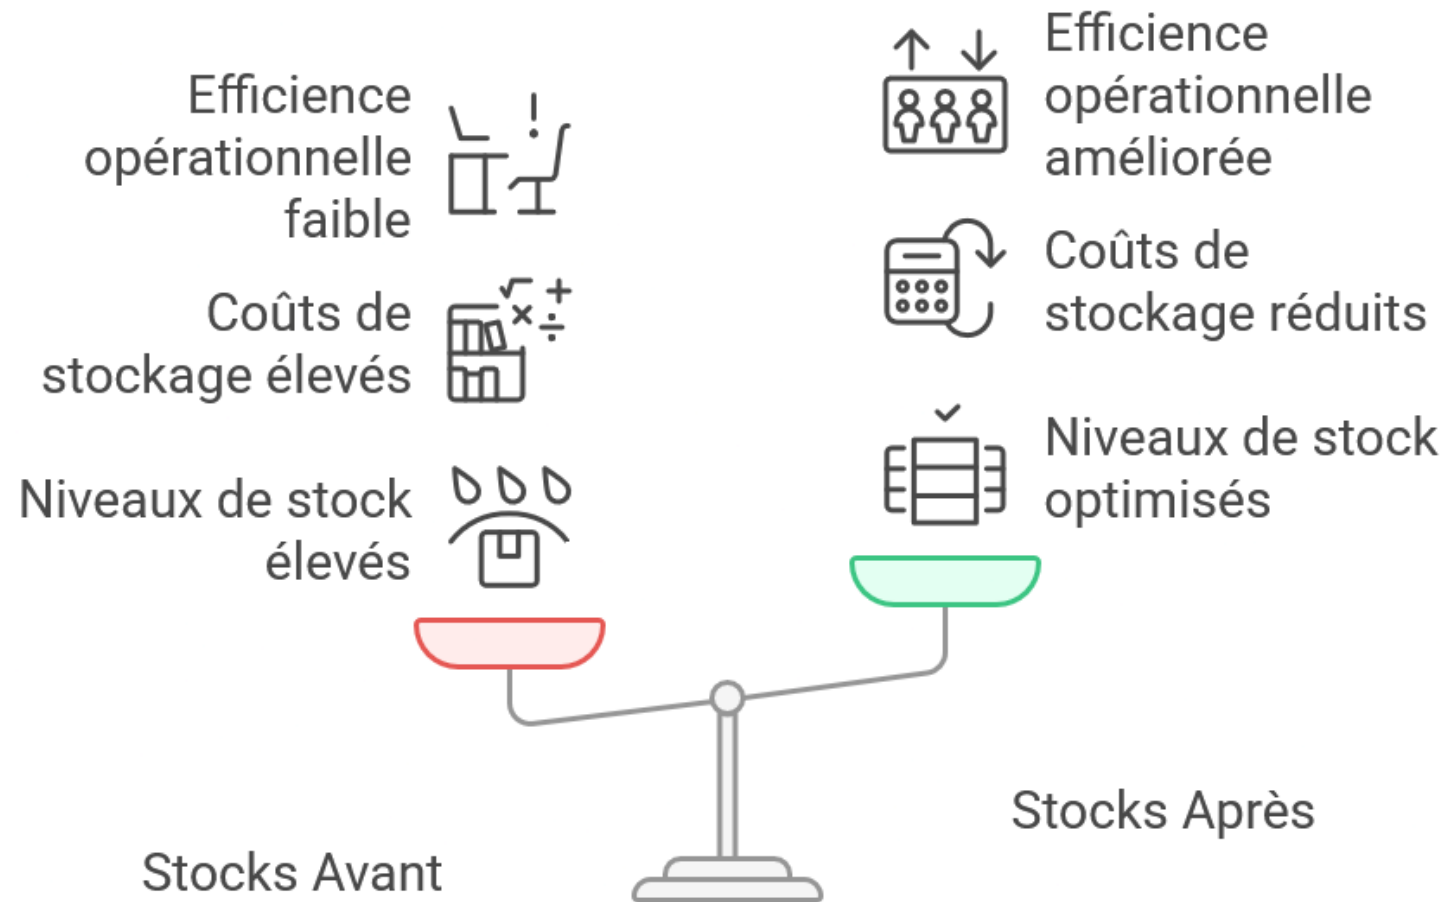 Efficience
opérationnelle
faible
Coûts de
stockage élevés
Niveaux de stock
élevés
Stocks Avant
Efficience
opérationnelle
améliorée
Coûts de
stockage réduits
Niveaux de stock
optimisés
Stocks Après